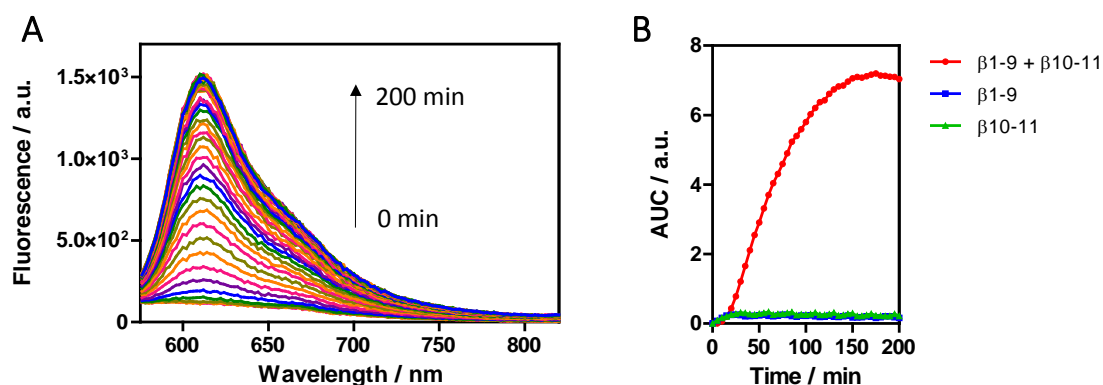 A
Fluorescence / a.u.
1.5×10³
1.0×10³
5.0×10²
0
200 min
0 min
600 650 700 750 800
Wavelength / nm
B
AUC / a.u.
8
6
4
2
0
0 50 100 150 200
Time / min
β1-9 + β10-11
β1-9
β10-11